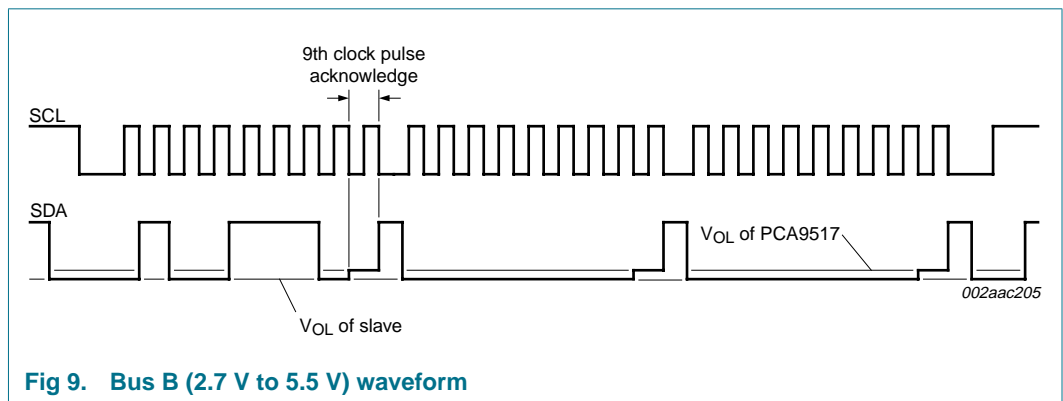 9th clock pulse
acknowledge
SCL
SDA
VOL of PCA9517
002aac205
VOL of slave
Fig 9. Bus B (2.7 V to 5.5 V) waveform